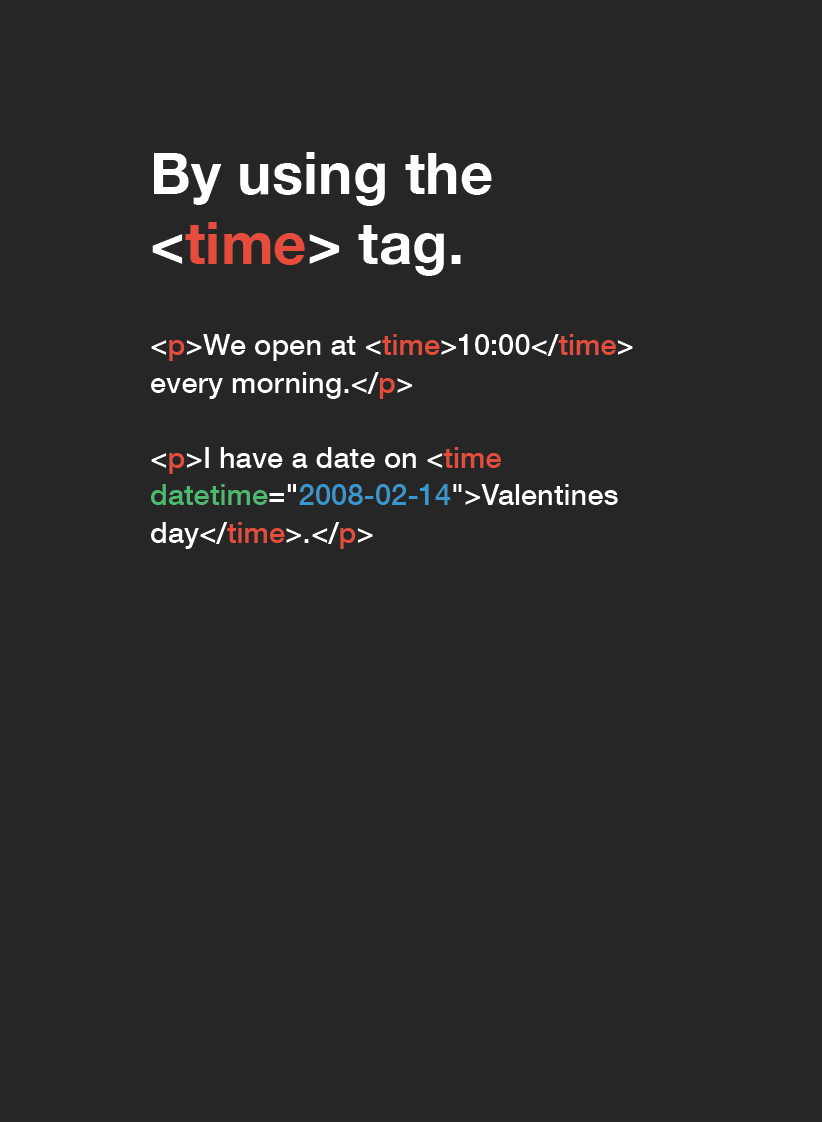 By using the
<time> tag.
<p>We open at <time>10:00</time>
every morning.</p>
<p>I have a date on <time
datetime="2008-02-14">Valentines
day</time>.</p>